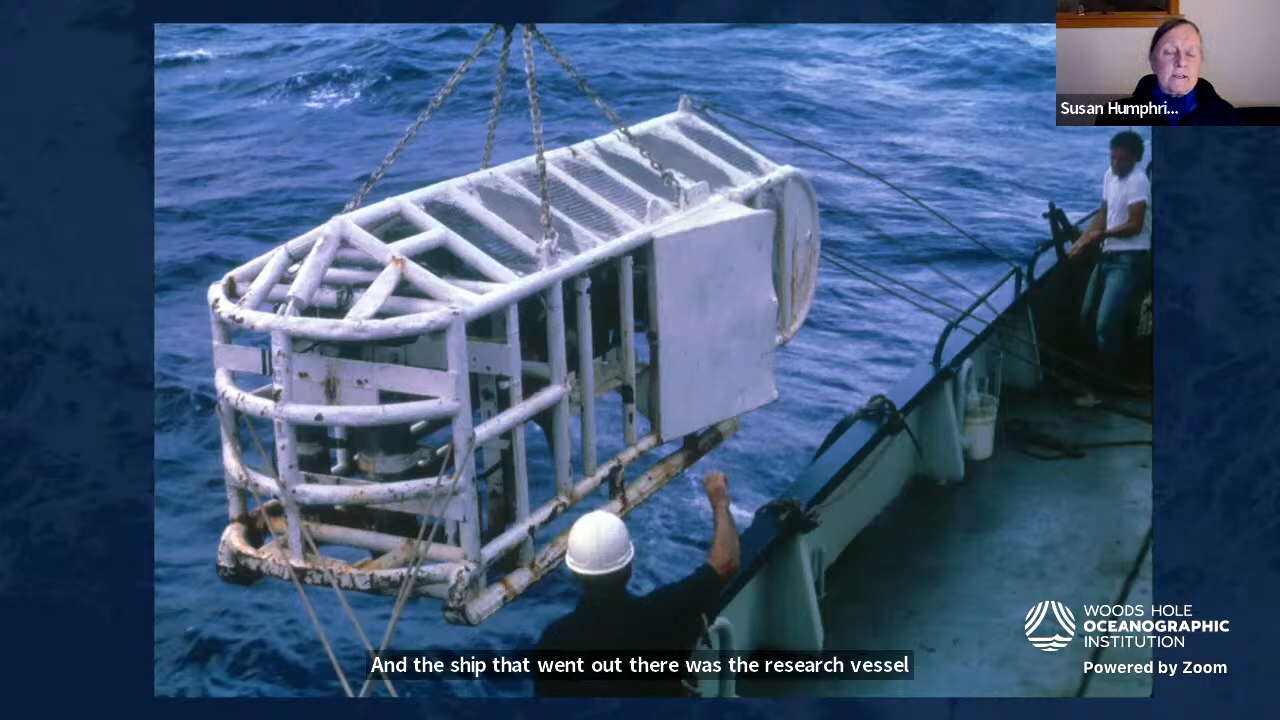 Susan Humphri...
WOODS HOLE
OCEANOGRAPHIC
INSTITUTION
Powered by Zoom
And the ship that went out there was the research vessel